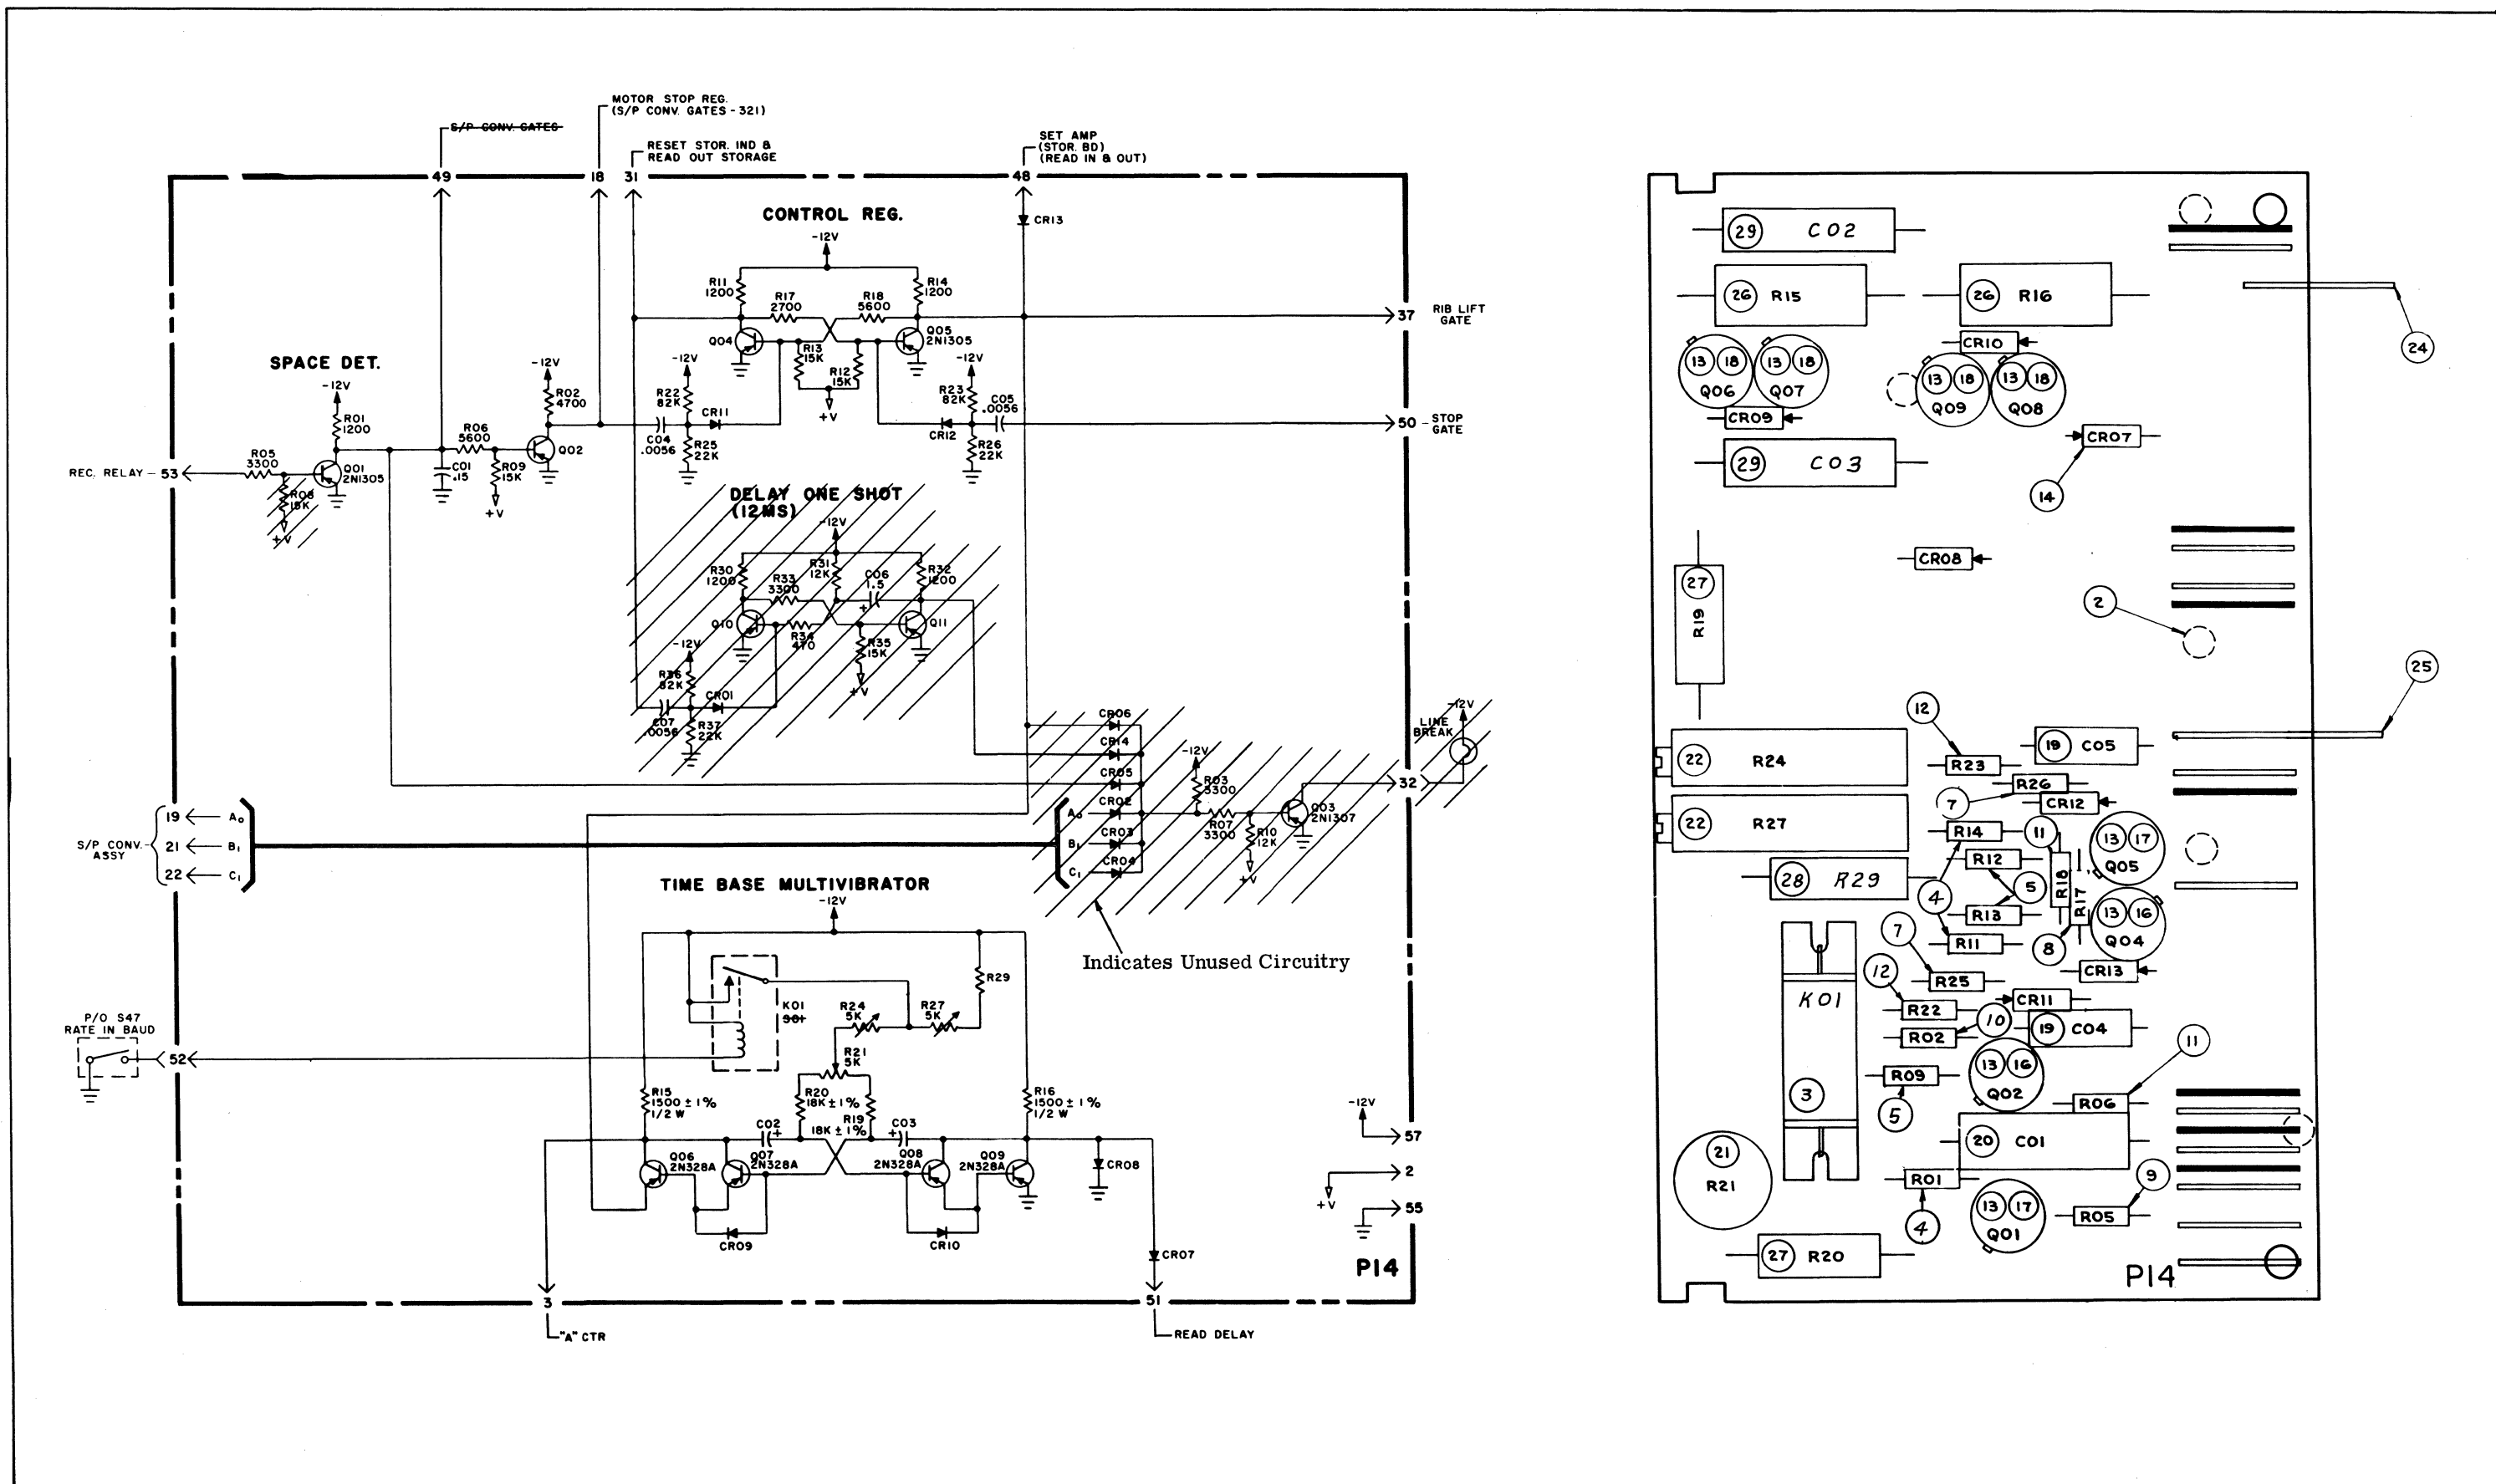 MOTOR STOP REG.
(S/P CONV. GATES - 321)
S/P CONV. GATES
RESET STOR. IND &
READ OUT STORAGE
SET AMP
(STOR. BD)
(READ IN & OUT)
49
18
31
48
CR13
CONTROL REG.
-12V
R11
1200
R17
2700
R18
5600
R14
1200
37
RIB LIFT
GATE
Q04
R13
15K
R12
15K
+V
Q05
2N1305
SPACE DET.
-12V
R01
1200
-12V
R02
4700
-12V
R22
82K
CR11
-12V
R23
82K
C05
.0056
50
STOP
GATE
REC. RELAY
53
R05
3300
Q01
2N1305
R08
15K
+V
C01
.15
R06
5600
R09
15K
+V
Q02
C04
.0056
R25
22K
CR12
R26
22K
DELAY ONE SHOT
(12MS)
-12V
R30
1200
R33
3300
R31
12K
C06
1.5
+
R32
1200
Q10
R34
470
R35
15K
+V
Q11
-12V
R36
82K
CR01
C07
.0056
R37
22K
CR06
CR14
CR05
CR02
CR03
CR04
A0
B1
C1
-12V
R03
3300
R07
3300
R10
12K
+V
Q03
2N1307
32
LINE
BREAK
-12V
S/P CONV.
ASSY
19
A0
21
B1
22
C1
Indicates Unused Circuitry
TIME BASE MULTIVIBRATOR
-12V
K01
S01
R29
R24
5K
R27
5K
R21
5K
P/O S47
RATE IN BAUD
52
R15
1500 ± 1%
1/2 W
R20
18K ± 1%
R19
18K ± 1%
R16
1500 ± 1%
1/2 W
C02
+
C03
+
Q06
2N328A
Q07
2N328A
Q08
2N328A
Q09
2N328A
CR08
CR09
CR10
CR07
-12V
57
2
+V
55
P14
3
"A" CTR
51
READ DELAY
29 C02
26 R15
26 R16
24
CR10
13 18
Q06
13 18
Q07
13 18
Q09
13 18
Q08
CR09
CR07
14
29 C03
CR08
27
R19
2
25
12
22 R24
R23
19 C05
R26
7
CR12
22 R27
R14
11
13 17
Q05
R12
R18
R17
28 R29
4
5
R13
13 16
Q04
7
R11
8
12
R25
CR13
K01
R22
CR11
10
R02
19 C04
11
13 16
Q02
R09
3
5
R06
20 C01
21
R21
R01
9
4
13 17
Q01
R05
27 R20
P14